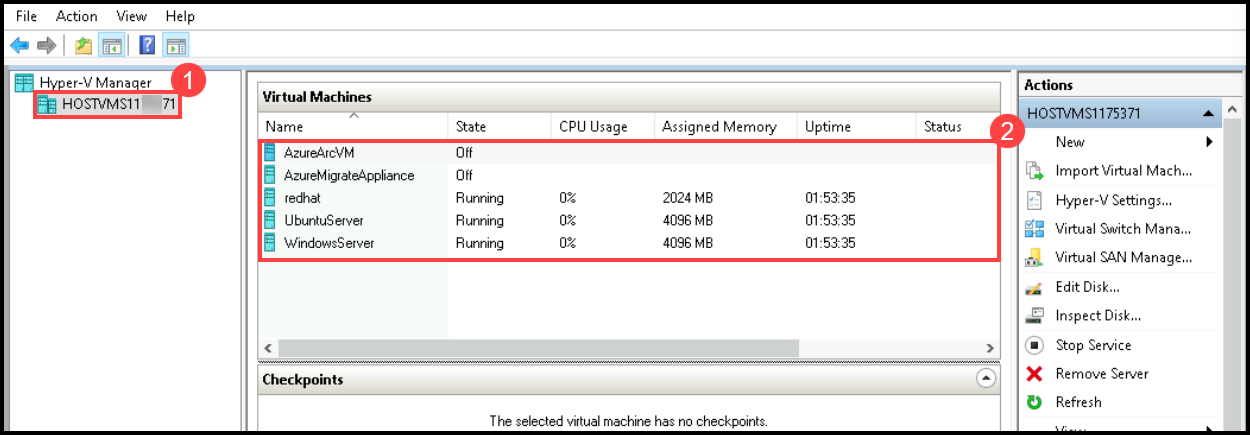 File Action View Help
Hyper-V Manager
1
HOSTVMS11 71
Virtual Machines
Name State CPU Usage Assigned Memory Uptime Status
2
AzureArcVM Off
AzureMigrateAppliance Off
redhat Running 0% 2024 MB 01:53:35
UbuntuServer Running 0% 4096 MB 01:53:35
WindowsServer Running 0% 4096 MB 01:53:35
Checkpoints
The selected virtual machine has no checkpoints.
Actions
HOSTVMS1175371
New
Import Virtual Mach...
Hyper-V Settings...
Virtual Switch Mana...
Virtual SAN Manage...
Edit Disk...
Inspect Disk...
Stop Service
Remove Server
Refresh
View